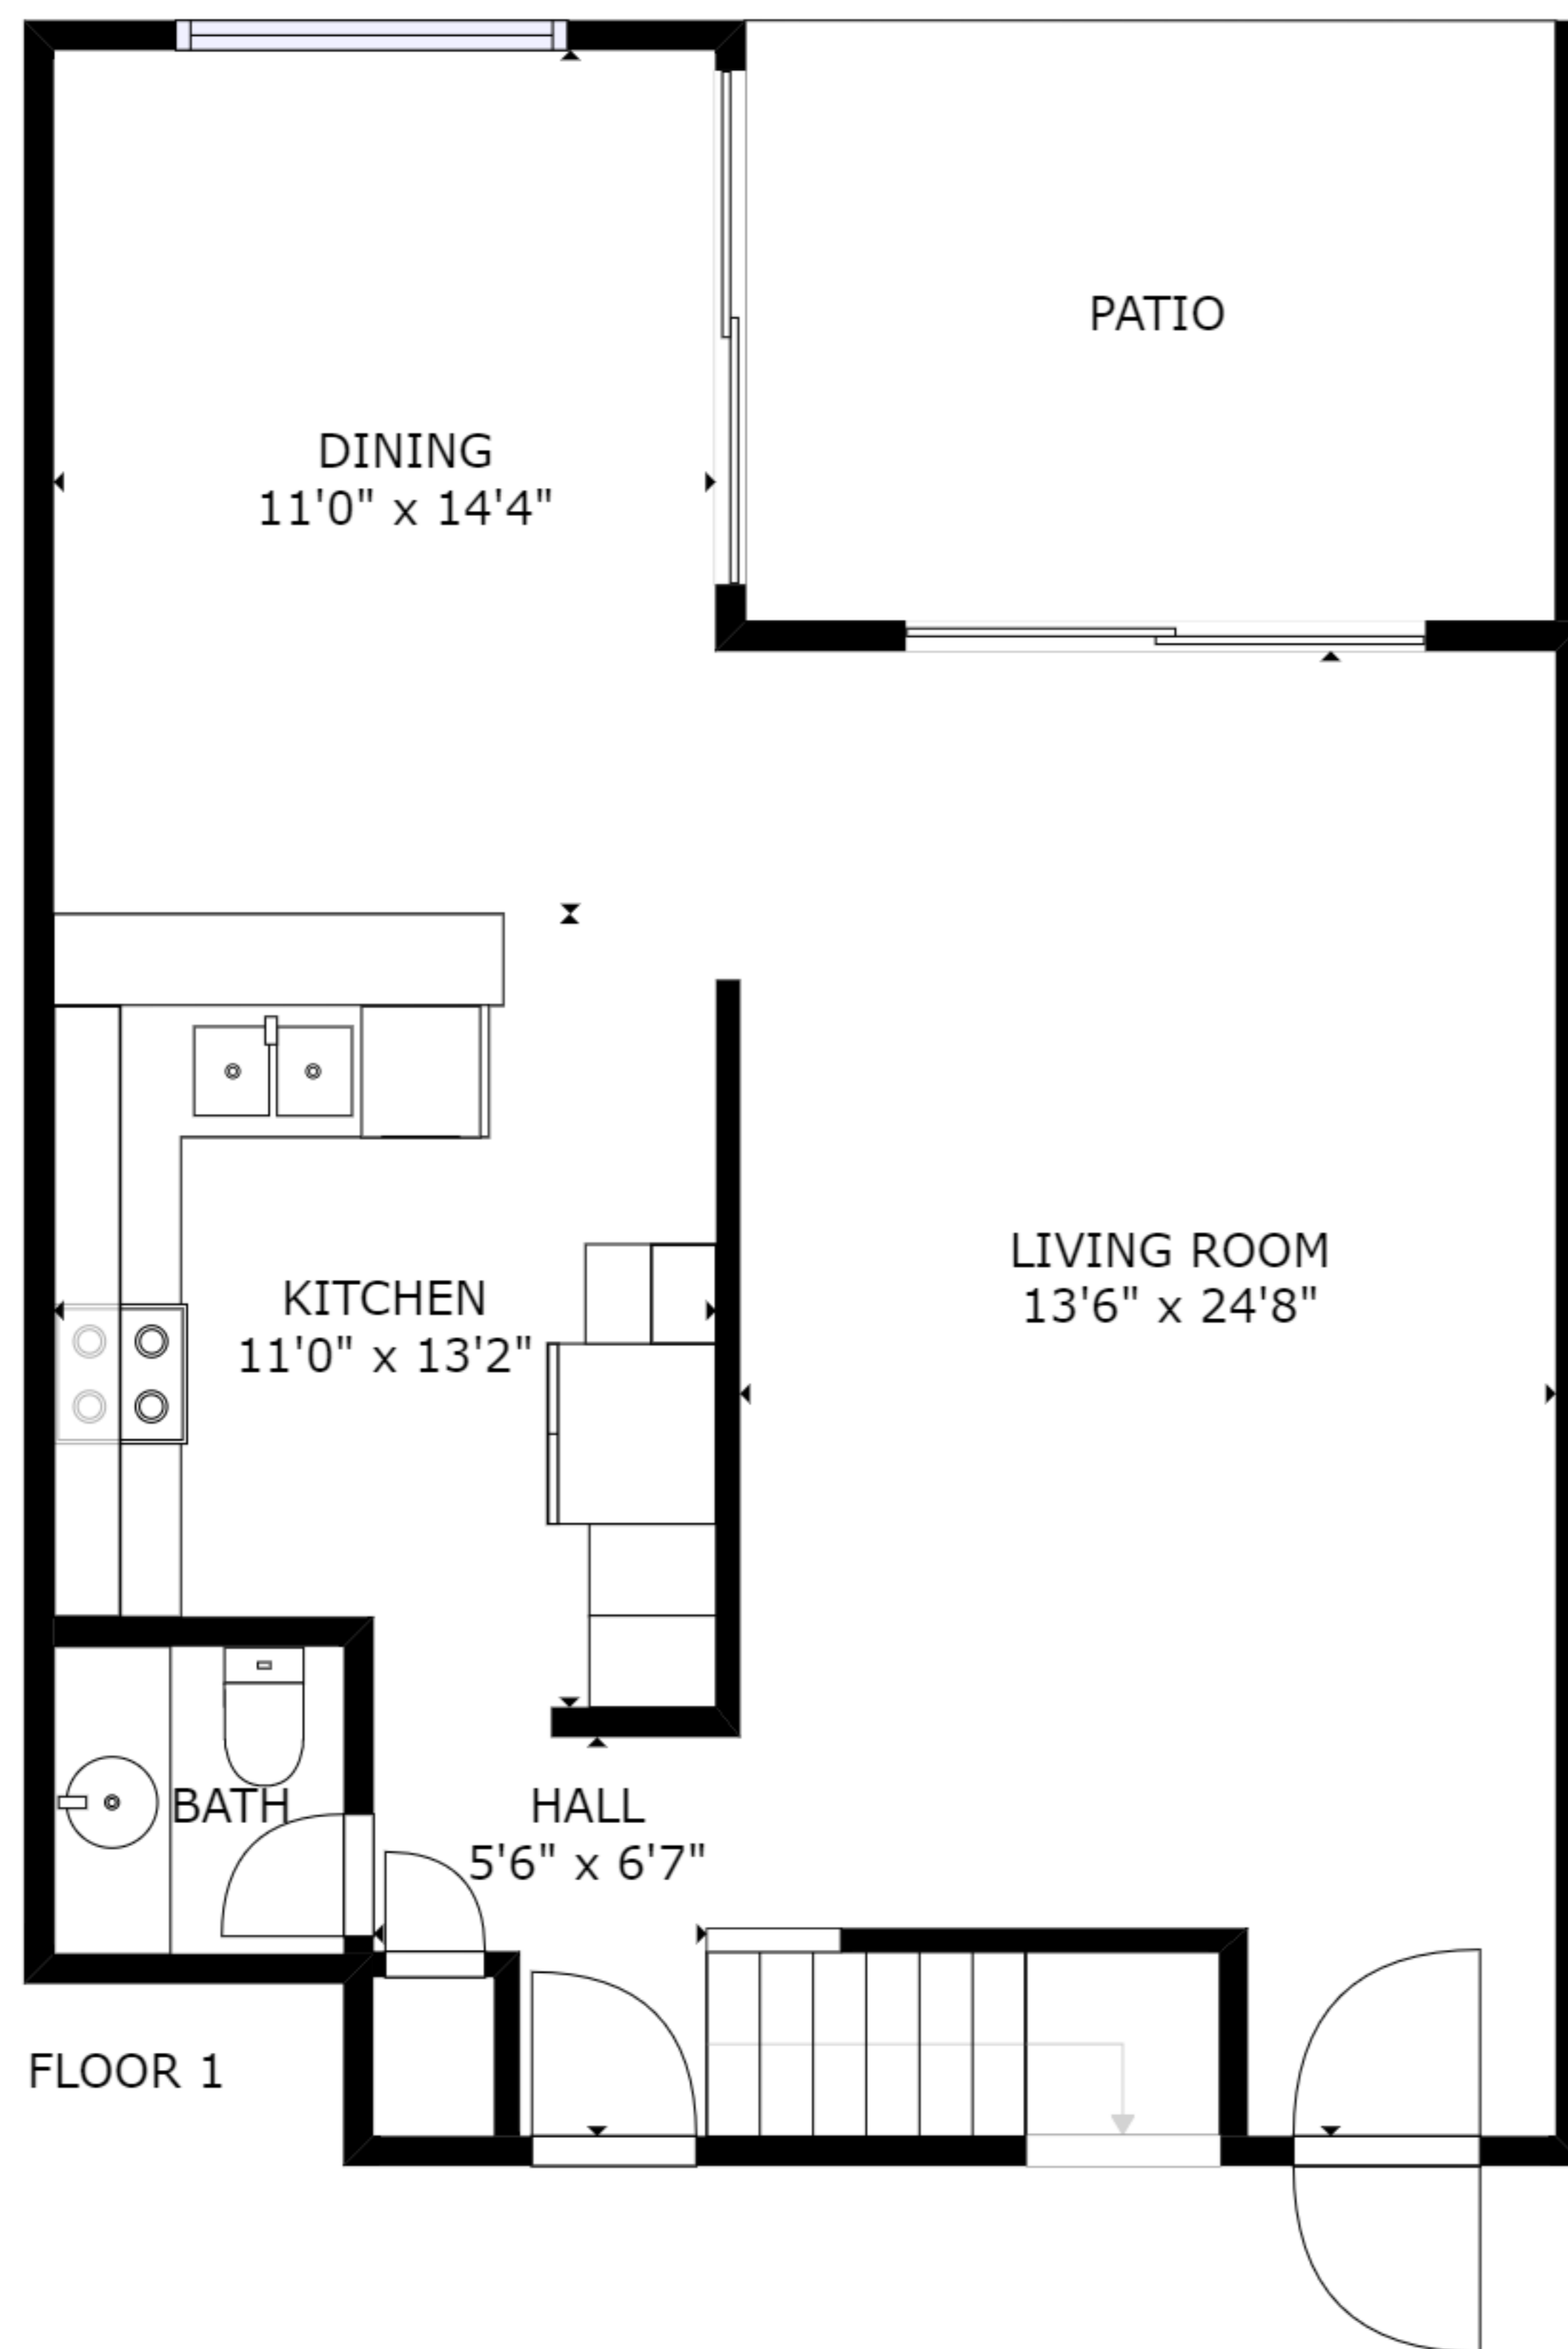 PATIO
DINING
11'0" x 14'4"
LIVING ROOM
13'6" x 24'8"
KITCHEN
11'0" x 13'2"
BATH
HALL
5'6" x 6'7"
FLOOR 1